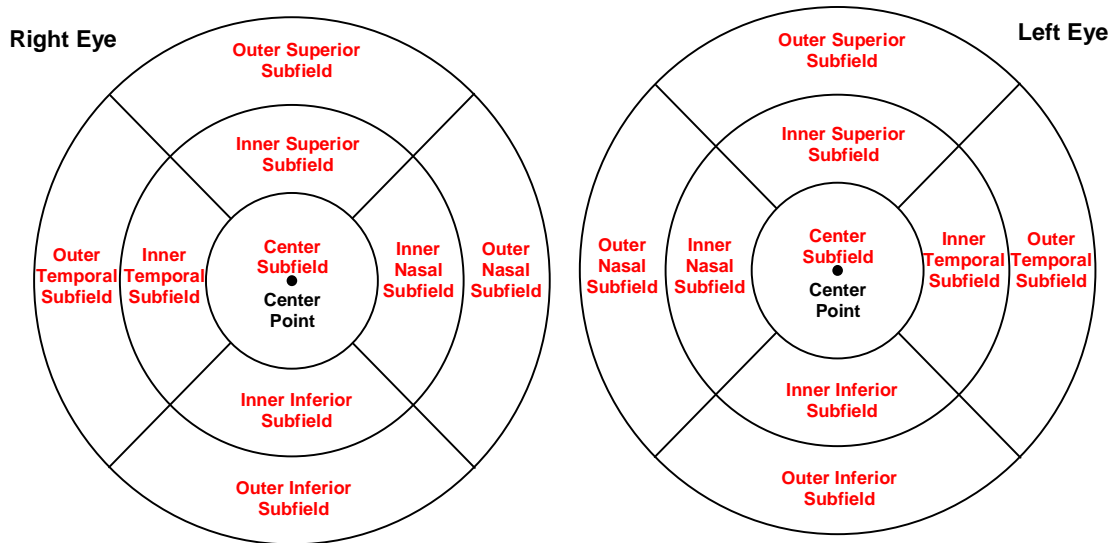 Right Eye
Outer Superior
Subfield
Inner Superior
Subfield
Outer
Temporal
Subfield
Inner
Temporal
Subfield
Center
Subfield
Center
Point
Inner
Nasal
Subfield
Outer
Nasal
Subfield
Inner Inferior
Subfield
Outer Inferior
Subfield
Left Eye
Outer Superior
Subfield
Inner Superior
Subfield
Outer
Nasal
Subfield
Inner
Nasal
Subfield
Center
Subfield
Center
Point
Inner
Temporal
Subfield
Outer
Temporal
Subfield
Inner Inferior
Subfield
Outer Inferior
Subfield